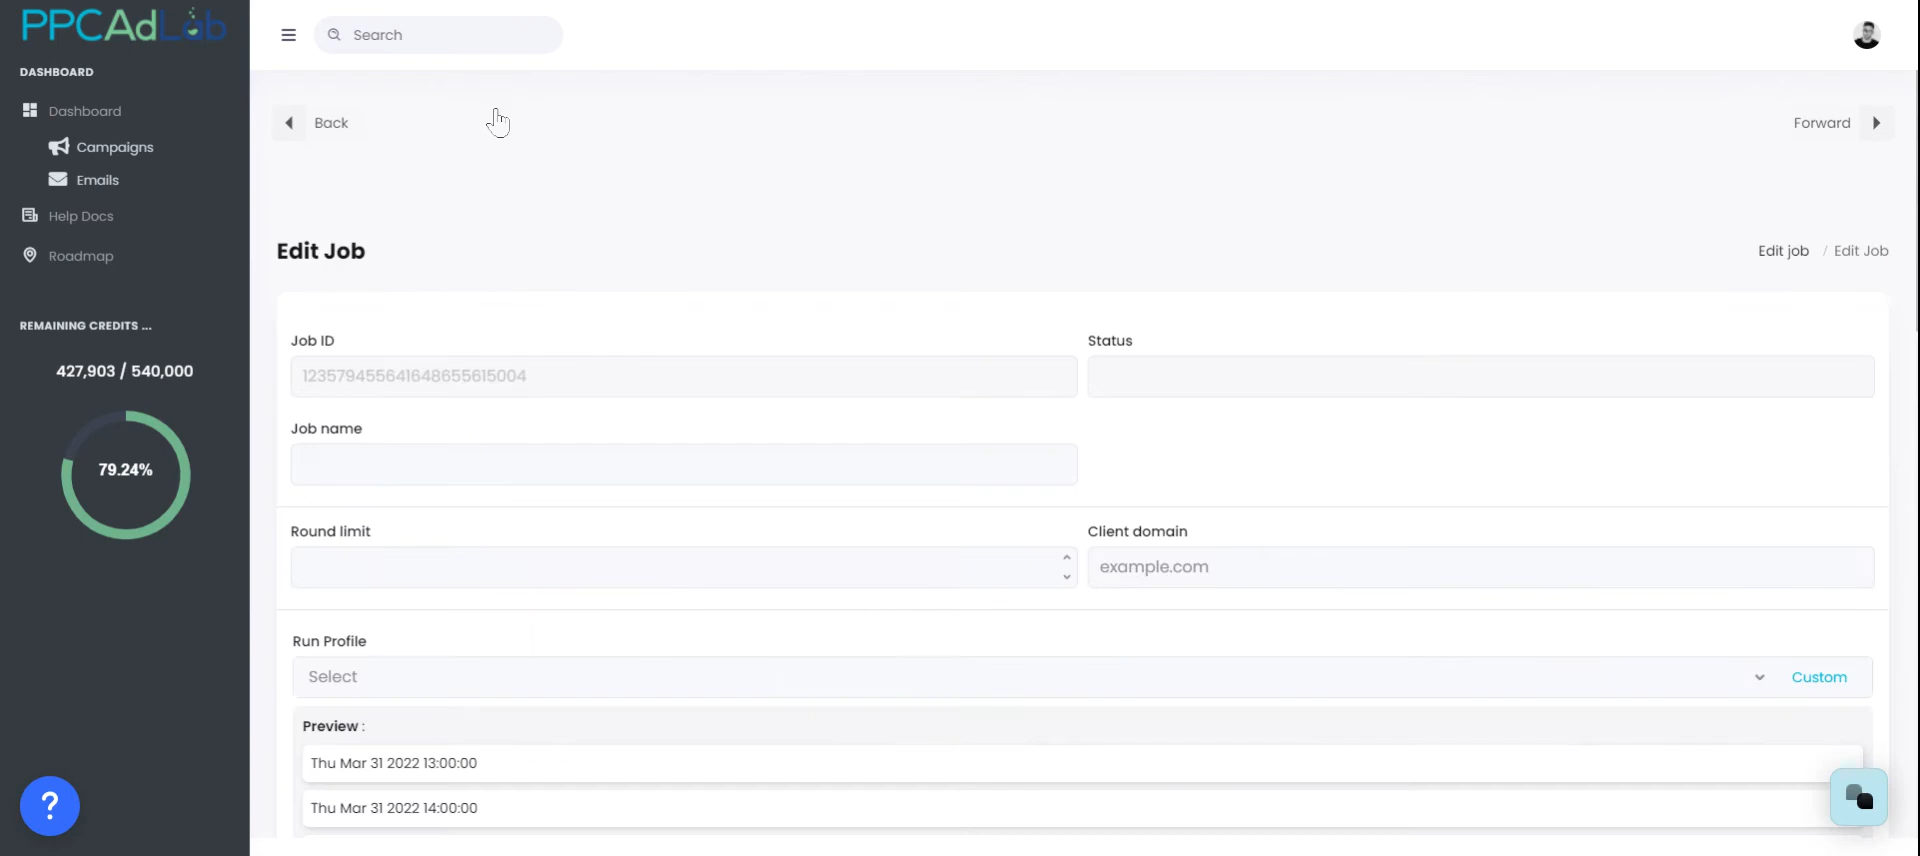 PPCAdLab
DASHBOARD
Dashboard
Campaigns
Emails
Help Docs
Roadmap
REMAINING CREDITS ...
427,903 / 540,000
79.24%
?
Search
Back
Forward
Edit Job
Edit job / Edit Job
Job ID
123579455641648655615004
Status
Job name
Round limit
Client domain
example.com
Run Profile
Select
Custom
Preview :
Thu Mar 31 2022 13:00:00
Thu Mar 31 2022 14:00:00